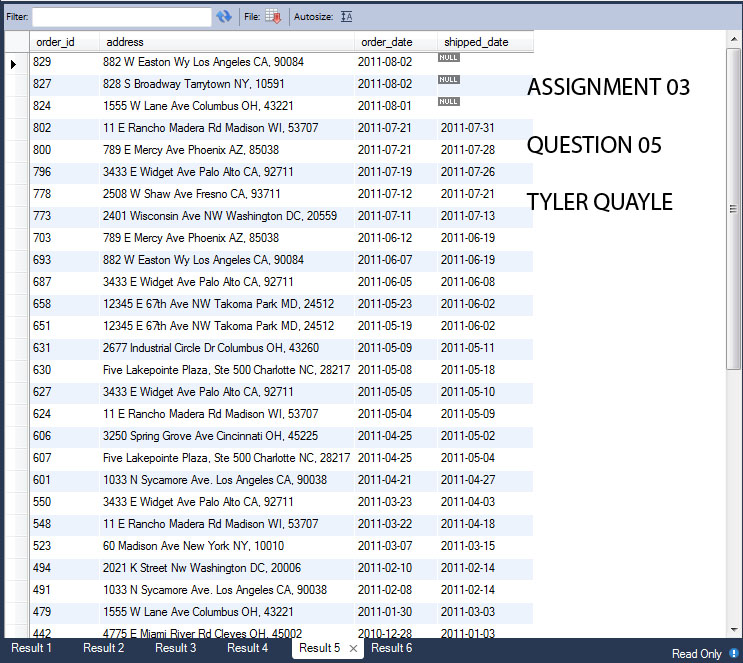 Filter: File: Autosize:
order_id address order_date shipped_date
829 882 W Easton Wy Los Angeles CA, 90084 2011-08-02 NULL
827 828 S Broadway Tarrytown NY, 10591 2011-08-02 NULL
ASSIGNMENT 03
824 1555 W Lane Ave Columbus OH, 43221 2011-08-01 NULL
802 11 E Rancho Madera Rd Madison WI, 53707 2011-07-21 2011-07-31
800 789 E Mercy Ave Phoenix AZ, 85038 2011-07-21 2011-07-28
QUESTION 05
796 3433 E Widget Ave Palo Alto CA, 92711 2011-07-19 2011-07-26
778 2508 W Shaw Ave Fresno CA, 93711 2011-07-12 2011-07-21
TYLER QUAYLE
773 2401 Wisconsin Ave NW Washington DC, 20559 2011-07-11 2011-07-13
703 789 E Mercy Ave Phoenix AZ, 85038 2011-06-12 2011-06-19
693 882 W Easton Wy Los Angeles CA, 90084 2011-06-07 2011-06-19
687 3433 E Widget Ave Palo Alto CA, 92711 2011-06-05 2011-06-08
658 12345 E 67th Ave NW Takoma Park MD, 24512 2011-05-23 2011-06-02
651 12345 E 67th Ave NW Takoma Park MD, 24512 2011-05-19 2011-06-02
631 2677 Industrial Circle Dr Columbus OH, 43260 2011-05-09 2011-05-11
630 Five Lakepointe Plaza, Ste 500 Charlotte NC, 28217 2011-05-08 2011-05-18
627 3433 E Widget Ave Palo Alto CA, 92711 2011-05-05 2011-05-10
624 11 E Rancho Madera Rd Madison WI, 53707 2011-05-04 2011-05-09
606 3250 Spring Grove Ave Cincinnati OH, 45225 2011-04-25 2011-05-02
607 Five Lakepointe Plaza, Ste 500 Charlotte NC, 28217 2011-04-25 2011-05-04
601 1033 N Sycamore Ave. Los Angeles CA, 90038 2011-04-21 2011-04-27
550 3433 E Widget Ave Palo Alto CA, 92711 2011-03-23 2011-04-03
548 11 E Rancho Madera Rd Madison WI, 53707 2011-03-22 2011-04-18
523 60 Madison Ave New York NY, 10010 2011-03-07 2011-03-15
494 2021 K Street Nw Washington DC, 20006 2011-02-10 2011-02-14
491 1033 N Sycamore Ave. Los Angeles CA, 90038 2011-02-08 2011-02-14
479 1555 W Lane Ave Columbus OH, 43221 2011-01-30 2011-03-03
442 4775 E Miami River Rd Cleves OH, 45002 2010-12-28 2011-01-03
Result 1 Result 2 Result 3 Result 4 Result 5 Result 6
Read Only